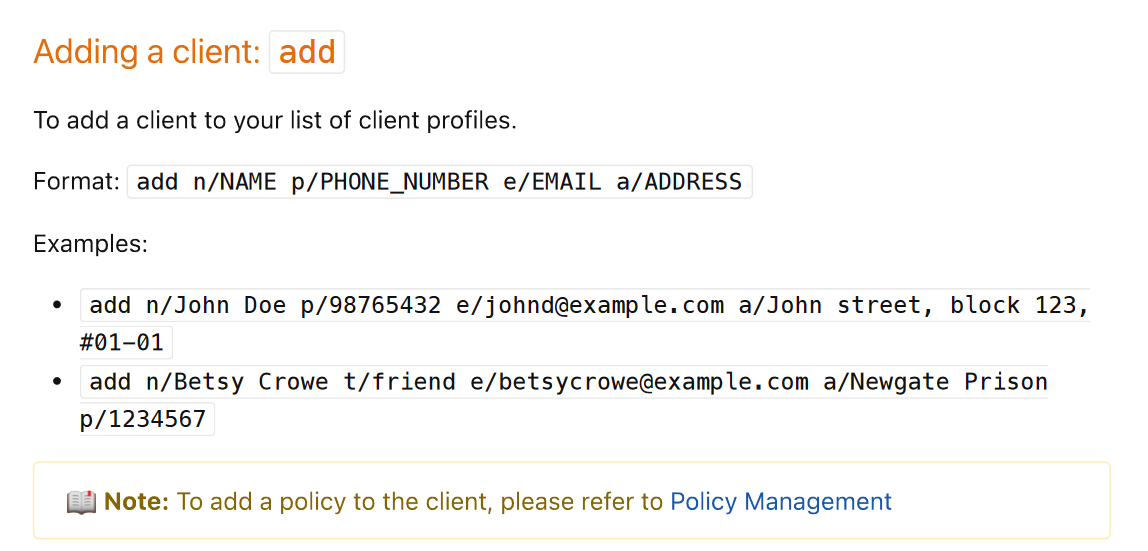 Adding a client: add
To add a client to your list of client profiles.
Format: add n/NAME p/PHONE_NUMBER e/EMAIL a/ADDRESS
Examples:
• add n/John Doe p/98765432 e/johnd@example.com a/John street, block 123,
#01-01
• add n/Betsy Crowe t/friend e/betsycrowe@example.com a/Newgate Prison
p/1234567
📖 Note: To add a policy to the client, please refer to Policy Management